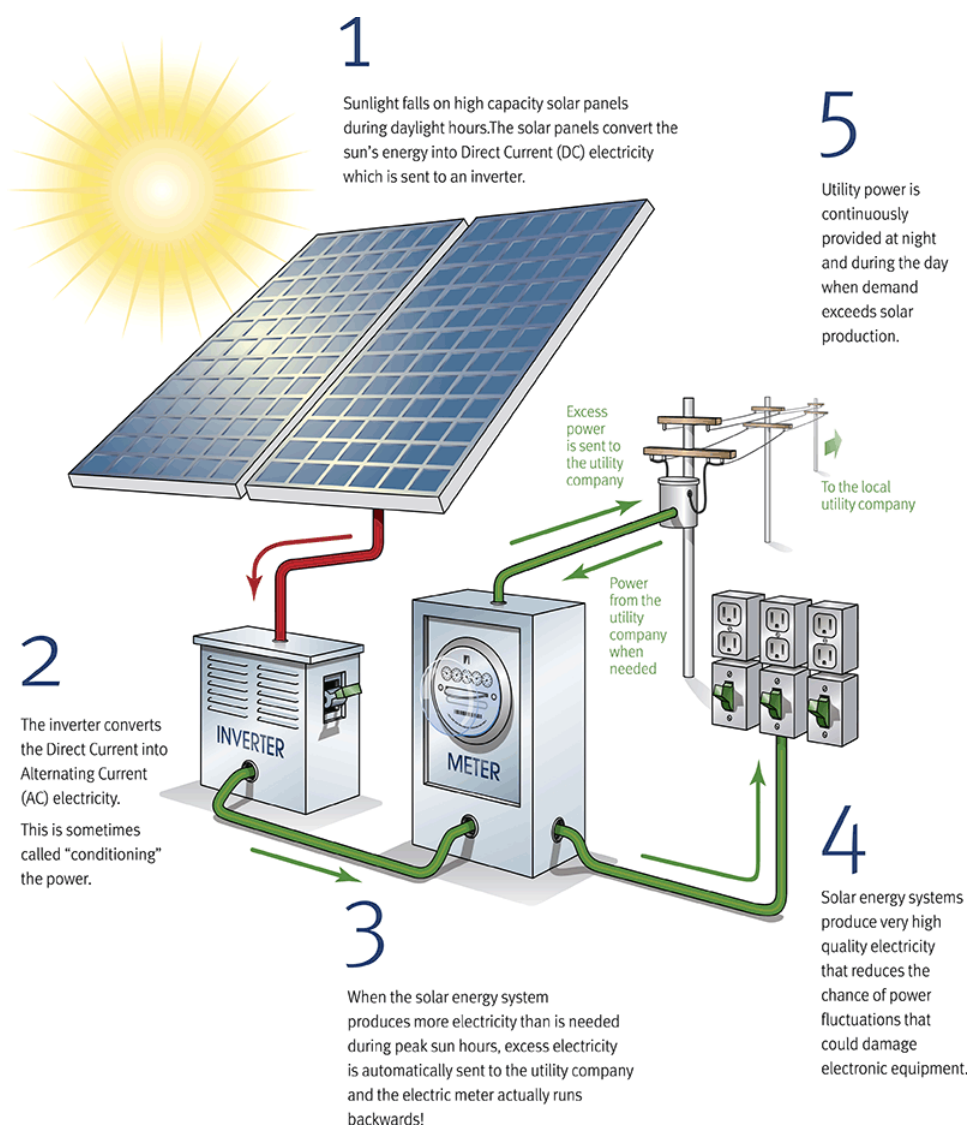 1
Sunlight falls on high capacity solar panels
during daylight hours.The solar panels convert the
sun's energy into Direct Current (DC) electricity
which is sent to an inverter.
5
Utility power is
continuously
provided at night
and during the day
when demand
exceeds solar
production.
Excess
power
is sent to
the utility
company
To the local
utility company
Power
from the
utility
company
when
needed
2
The inverter converts
the Direct Current into
Alternating Current
(AC) electricity.
This is sometimes
called “conditioning”
the power.
INVERTER
METER
3
When the solar energy system
produces more electricity than is needed
during peak sun hours, excess electricity
is automatically sent to the utility company
and the electric meter actually runs
backwards!
4
Solar energy systems
produce very high
quality electricity
that reduces the
chance of power
fluctuations that
could damage
electronic equipment.